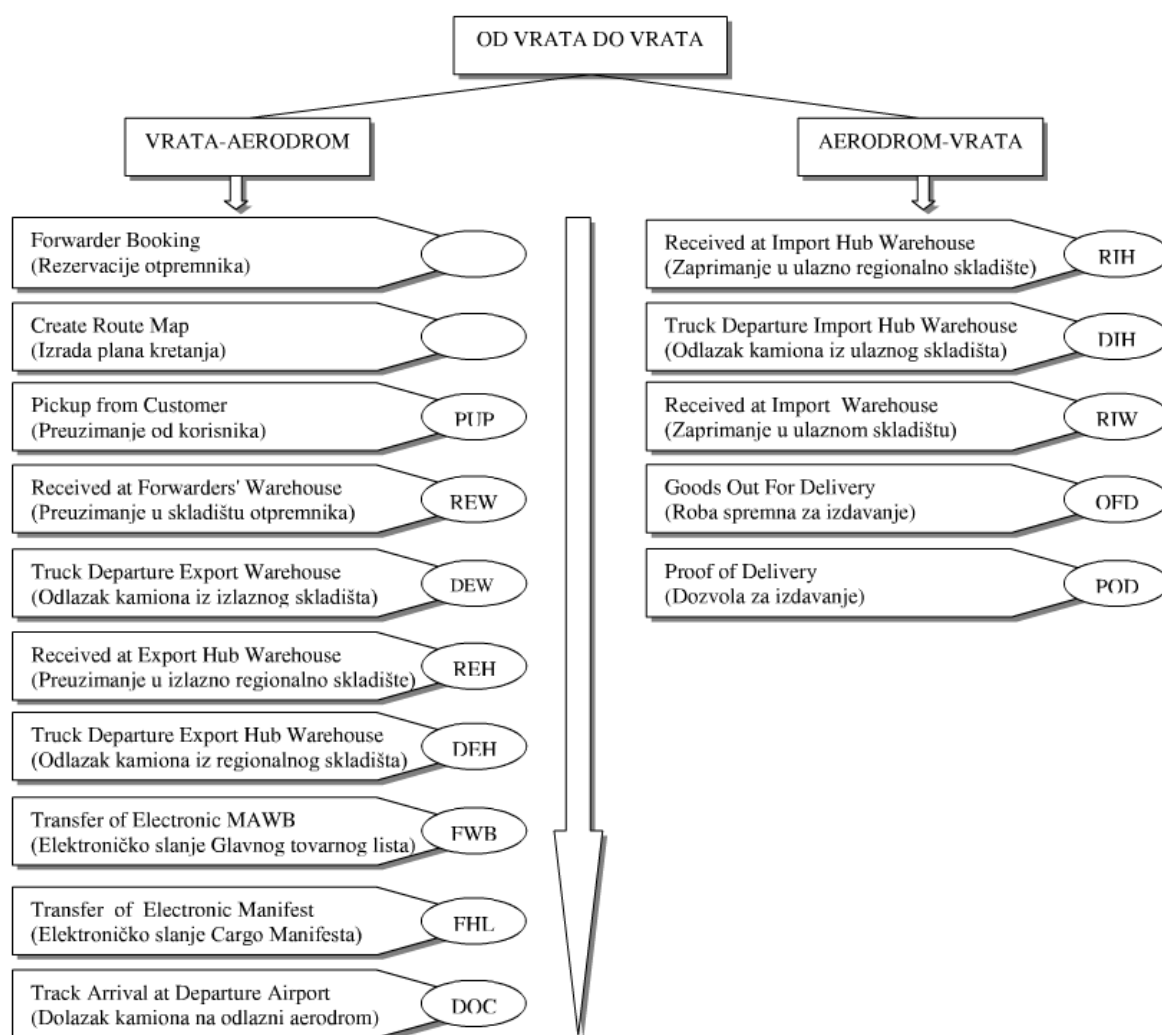 OD VRATA DO VRATA
VRATA-AERODROM
Forwarder Booking
(Rezervacije otpremnika)
Create Route Map
(Izrada plana kretanja)
Pickup from Customer
(Preuzimanje od korisnika)
PUP
Received at Forwarders' Warehouse
(Preuzimanje u skladištu otpremnika)
REW
Truck Departure Export Warehouse
(Odlazak kamiona iz izlaznog skladišta)
DEW
Received at Export Hub Warehouse
(Preuzimanje u izlazno regionalno skladište)
REH
Truck Departure Export Hub Warehouse
(Odlazak kamiona iz regionalnog skladišta)
DEH
Transfer of Electronic MAWB
(Elektroničko slanje Glavnog tovarnog lista)
FWB
Transfer of Electronic Manifest
(Elektroničko slanje Cargo Manifesta)
FHL
Track Arrival at Departure Airport
(Dolazak kamiona na odlazni aerodrom)
DOC
AERODROM-VRATA
Received at Import Hub Warehouse
(Zaprimanje u ulazno regionalno skladište)
RIH
Truck Departure Import Hub Warehouse
(Odlazak kamiona iz ulaznog skladišta)
DIH
Received at Import Warehouse
(Zaprimanje u ulaznom skladištu)
RIW
Goods Out For Delivery
(Roba spremna za izdavanje)
OFD
Proof of Delivery
(Dozvola za izdavanje)
POD